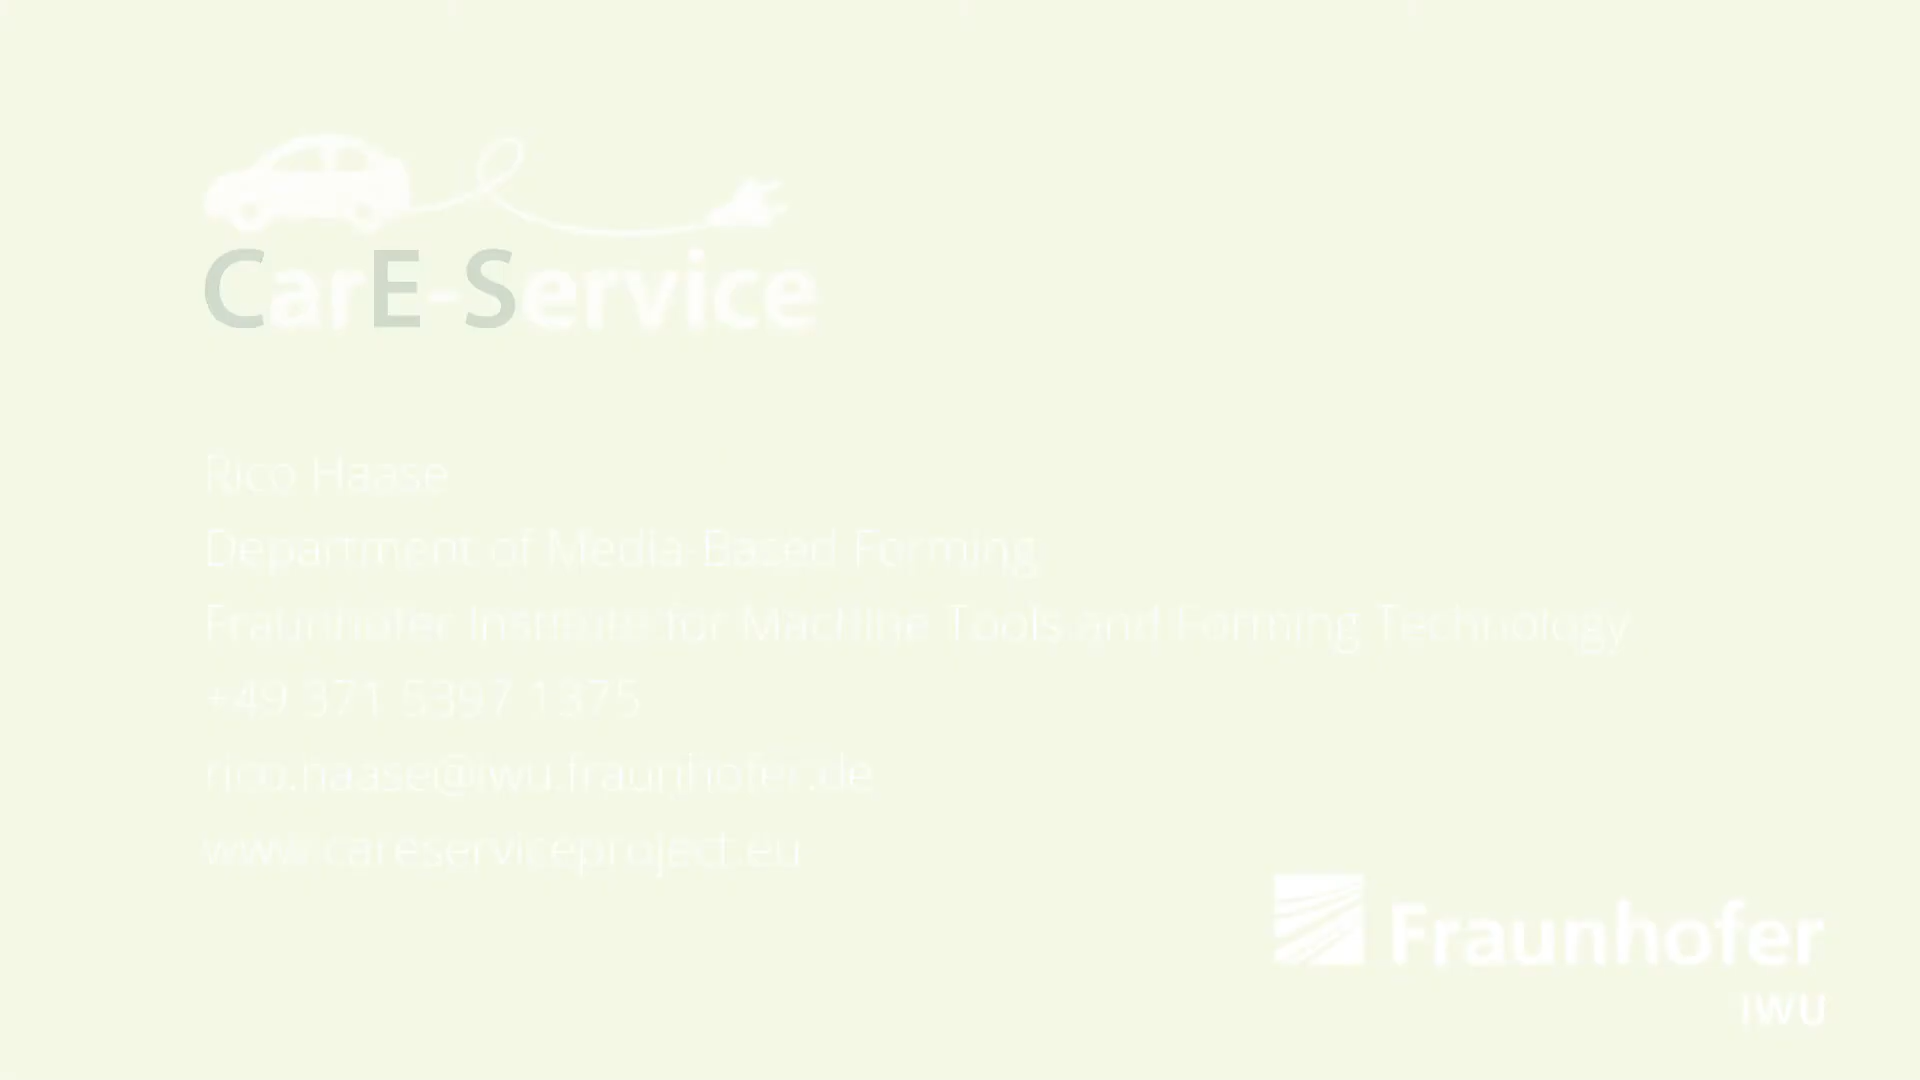 CarE-Service
Rico Haase
Department of Media-Based Forming
Fraunhofer Institute for Machine Tools and Forming Technology
+49 371 5397 1375
rico.haase@iwu.fraunhofer.de
www.careserviceproject.eu
Fraunhofer
IWU